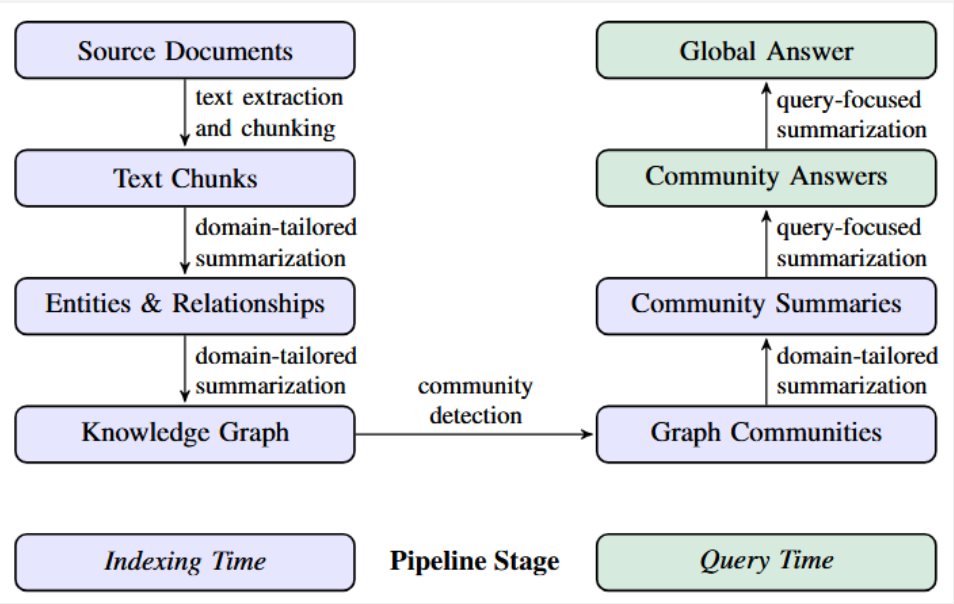 Source Documents
text extraction
and chunking
Text Chunks
domain-tailored
summarization
Entities & Relationships
domain-tailored
summarization
Knowledge Graph
community
detection
Global Answer
query-focused
summarization
Community Answers
query-focused
summarization
Community Summaries
domain-tailored
summarization
Graph Communities
Indexing Time
Pipeline Stage
Query Time